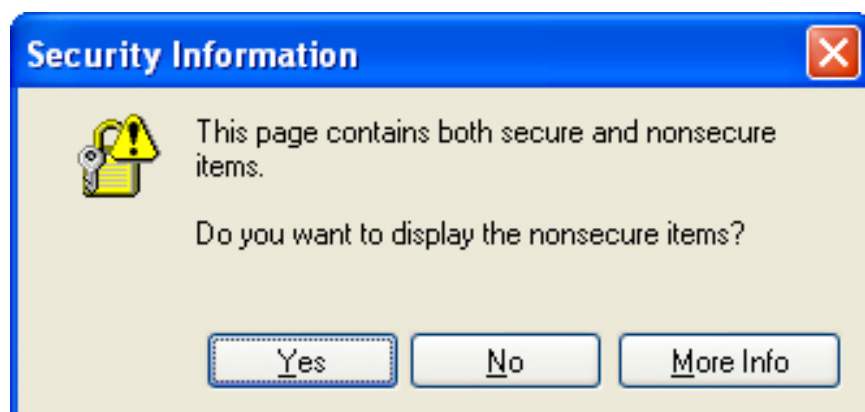 Security Information
This page contains both secure and nonsecure
items.
Do you want to display the nonsecure items?
Yes
No
More Info